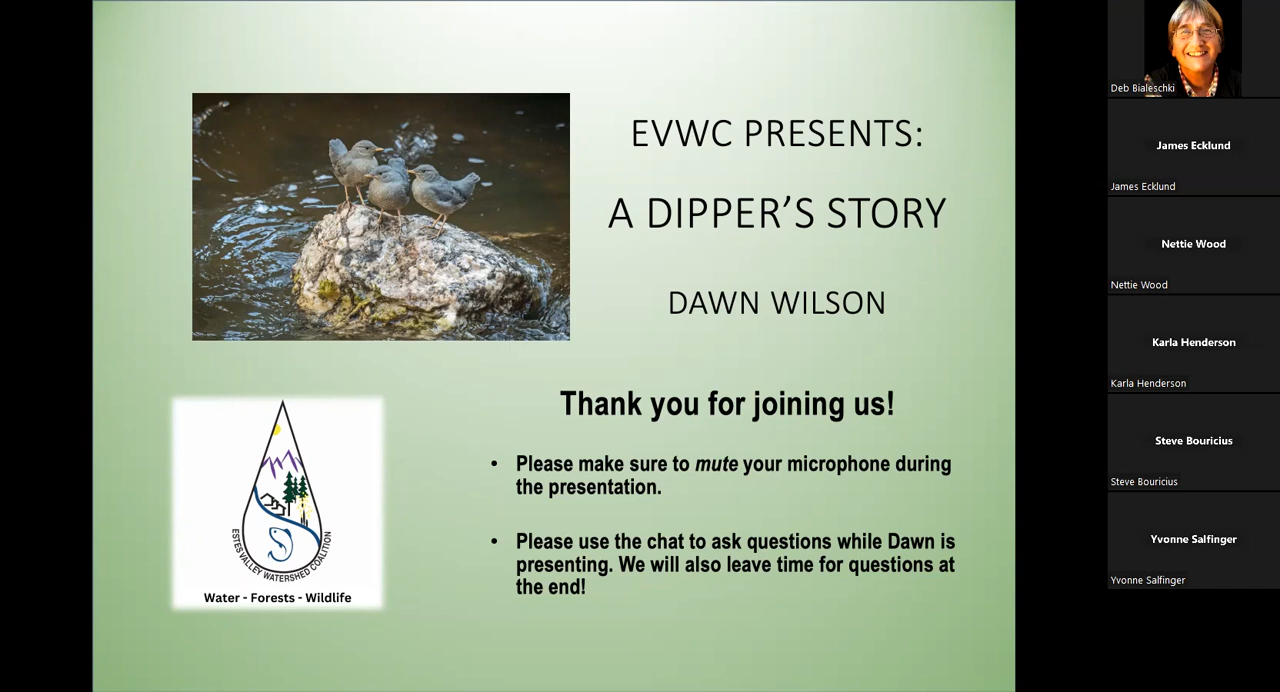 EVWC PRESENTS:
A DIPPER’S STORY
DAWN WILSON
Thank you for joining us!
• Please make sure to mute your microphone during
the presentation.
• Please use the chat to ask questions while Dawn is
presenting. We will also leave time for questions at
the end!
ESTES VALLEY WATERSHED COALITION
Water - Forests - Wildlife
Deb Bialeschki
James Ecklund
James Ecklund
Nettie Wood
Nettie Wood
Karla Henderson
Karla Henderson
Steve Bouricius
Steve Bouricius
Yvonne Salfinger
Yvonne Salfinger